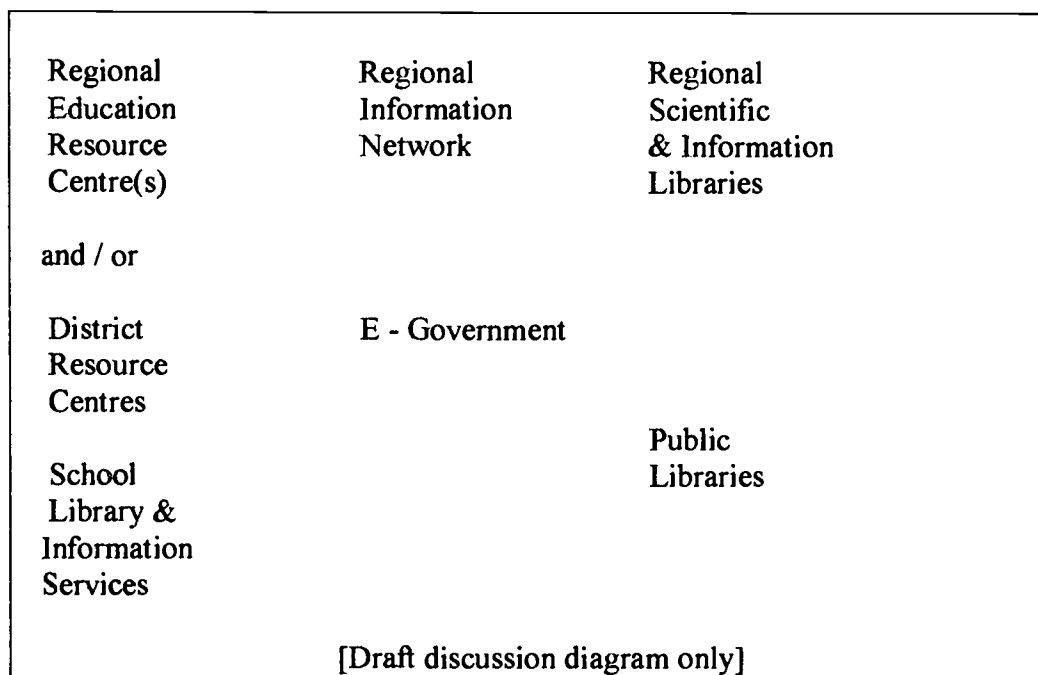 Regional
Education
Resource
Centre(s)
Regional
Information
Network
Regional
Scientific
& Information
Libraries
and / or
District
Resource
Centres
E - Government
Public
Libraries
School
Library &
Information
Services
[Draft discussion diagram only]